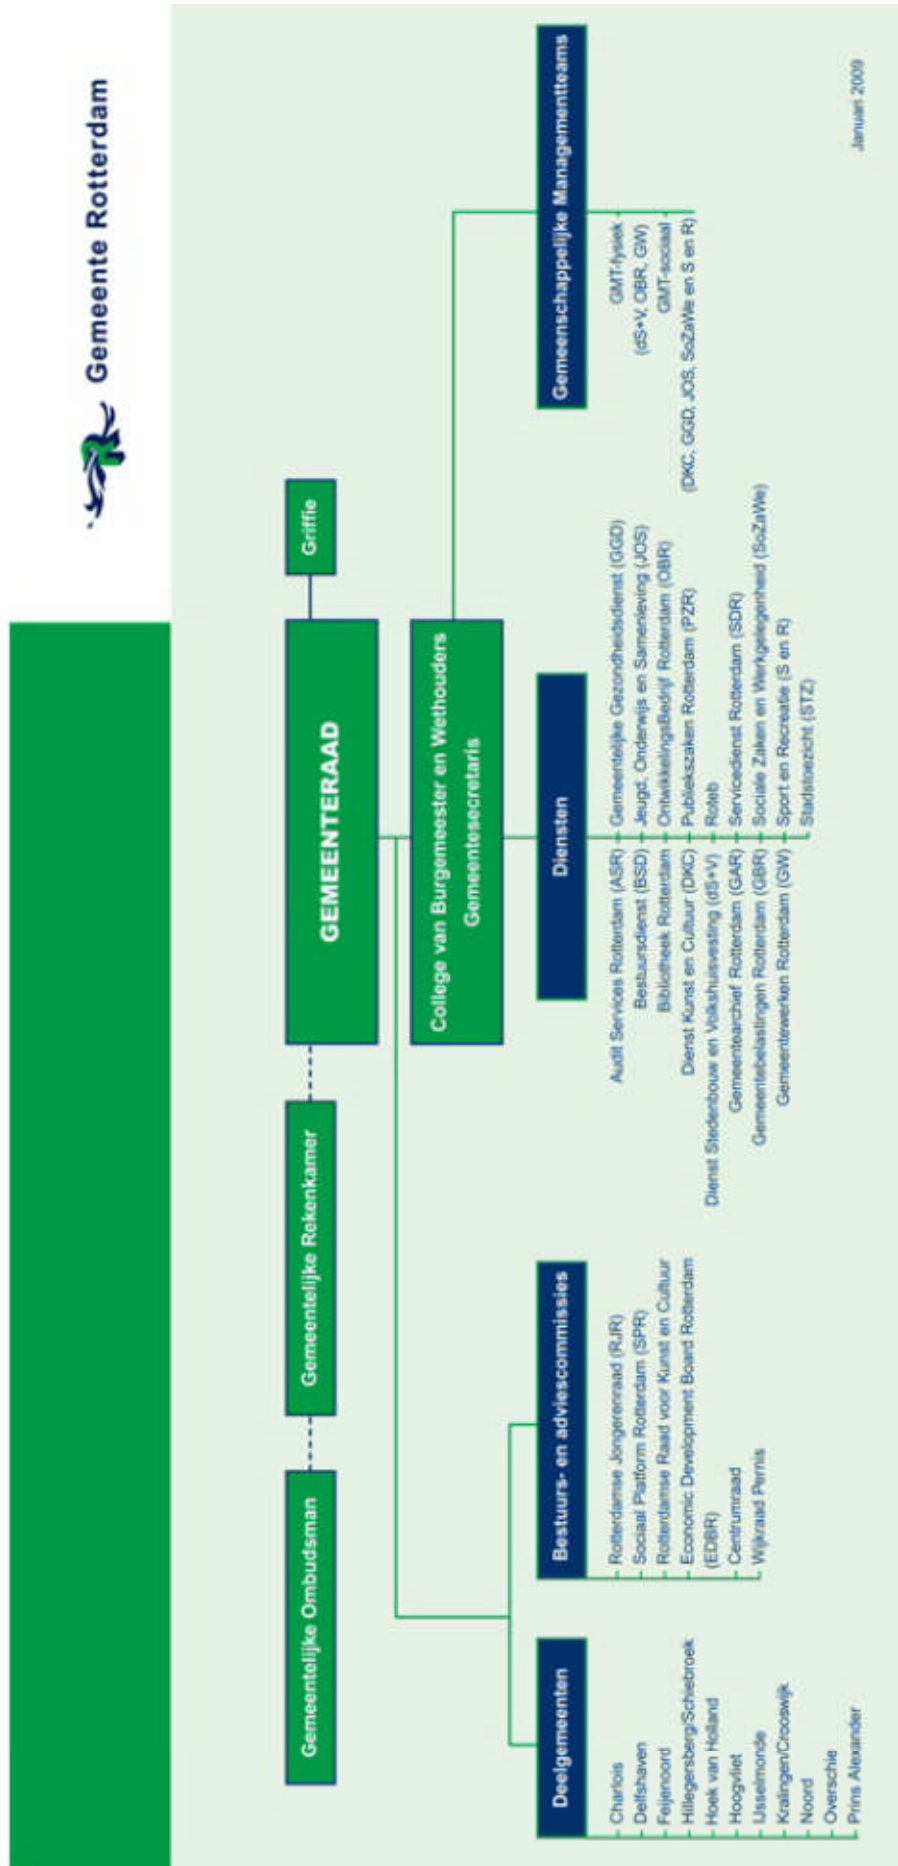 Gemeente Rotterdam
Gemeentelijke Ombudsman
Gemeentelijke Rekenkamer
GEMEENTERAAD
Griffie
College van Burgemeester en Wethouders
Gemeentesecretaris
Deelgemeenten
Charlois
Delfshaven
Feijenoord
Hillegersberg/Schiebroek
Hoek van Holland
Hoogvliet
IJsselmonde
Kralingen/Crooswijk
Noord
Overschie
Prins Alexander
Bestuurs- en adviescommissies
Rotterdamse Jongerenraad (RJR)
Sociaal Platform Rotterdam (SPR)
Rotterdamse Raad voor Kunst en Cultuur
Economic Development Board Rotterdam
(EDBR)
Centrumraad
Wijkraad Pernis
Diensten
Audit Services Rotterdam (ASR)
Bestuursdienst (BSD)
Bibliotheek Rotterdam
Dienst Kunst en Cultuur (DKC)
Dienst Stedenbouw en Volkshuisvesting (dS+V)
Gemeentearchief Rotterdam (GAR)
Gemeentebelastingen Rotterdam (GBR)
Gemeentewerken Rotterdam (GW)
Gemeentelijke Gezondheidsdienst (GGD)
Jeugd, Onderwijs en Samenleving (JOS)
OntwikkelingsBedrijf Rotterdam (OBR)
Publiekszaken Rotterdam (PZR)
Roteb
Servicedienst Rotterdam (SDR)
Sociale Zaken en Werkgelegenheid (SoZaWe)
Sport en Recreatie (S en R)
Stadstoezicht (STZ)
Gemeenschappelijke Managementteams
GMT-fysiek
(dS+V, OBR, GW)
GMT-sociaal
(DKC, GGD, JOS, SoZaWe en S en R)
Januari 2009